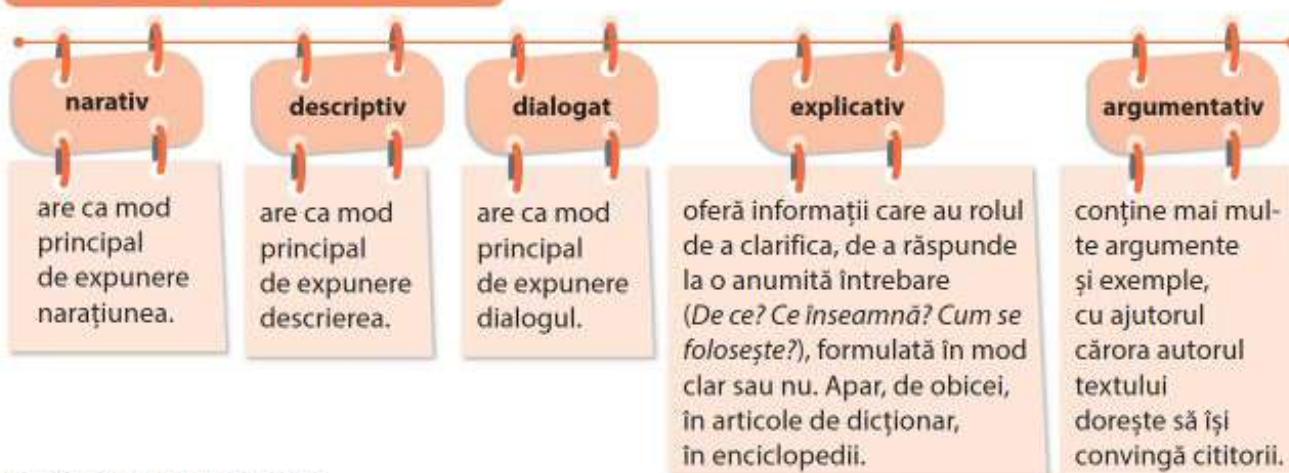 narativ
are ca mod
principal
de expunere
narațiunea.
descriptiv
are ca mod
principal
de expunere
descrierea.
dialogat
are ca mod
principal
de expunere
dialogul.
explicativ
oferă informații care au rolul
de a clarifica, de a răspunde
la o anumită întrebare
(De ce? Ce înseamnă? Cum se
folosește?), formulată în mod
clar sau nu. Apar, de obicei,
în articole de dicționar,
în enciclopedii.
argumentativ
conține mai mul-
te argumente
și exemple,
cu ajutorul
cărora autorul
textului
dorește să își
convingă cititorii.